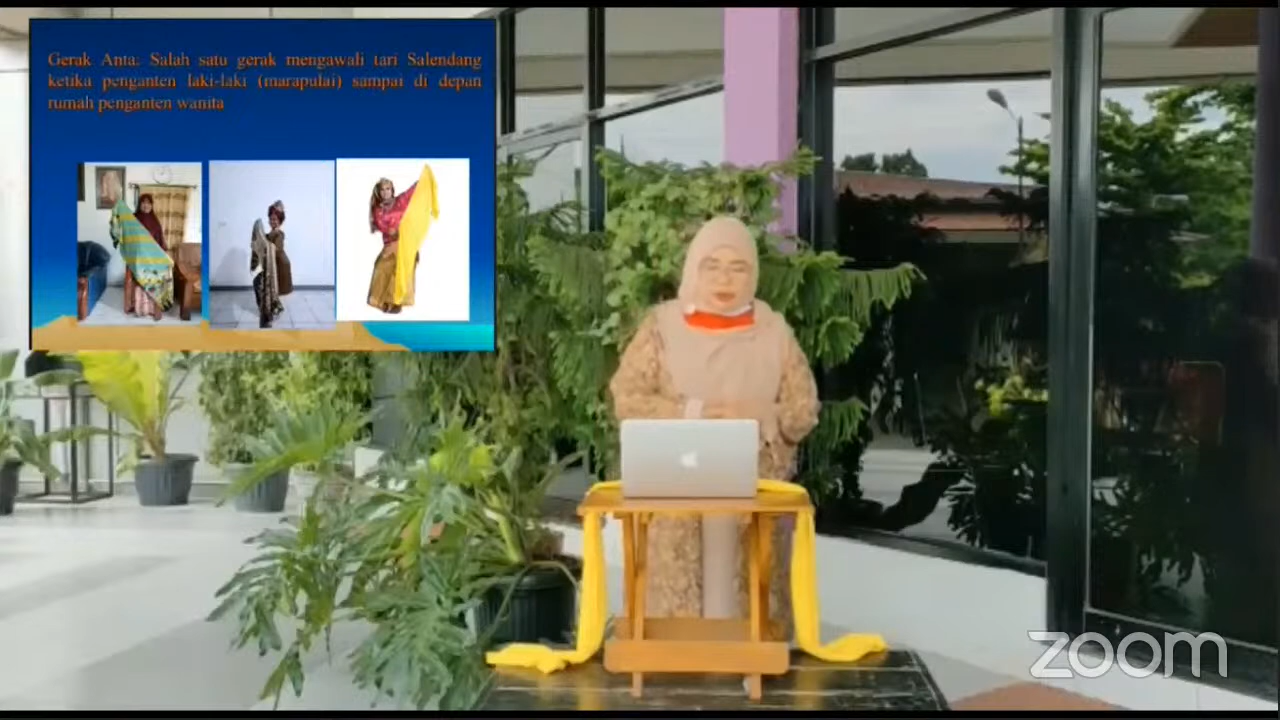 Gerak Anta: Salah satu gerak mengawali tari Salendang
ketika penganten laki-laki (marapulai) sampai di depan
rumah penganten wanita
zoom